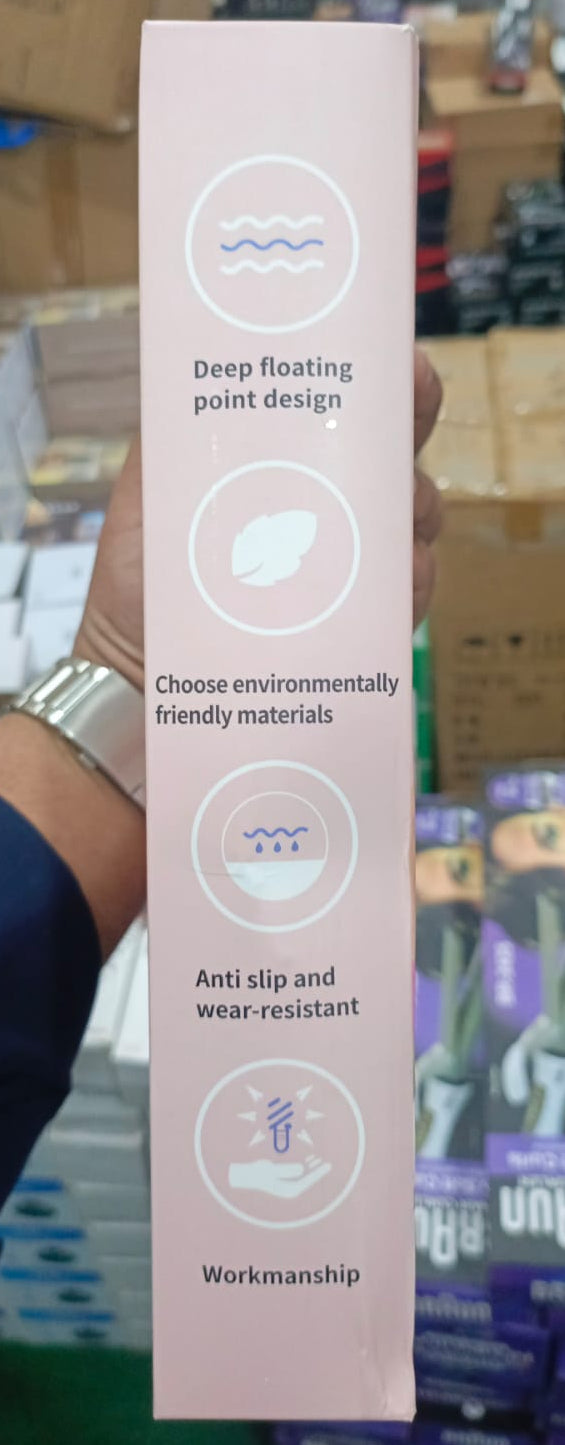 Deep floating
point design
Choose environmentally
friendly materials
Anti slip and
wear-resistant
Workmanship